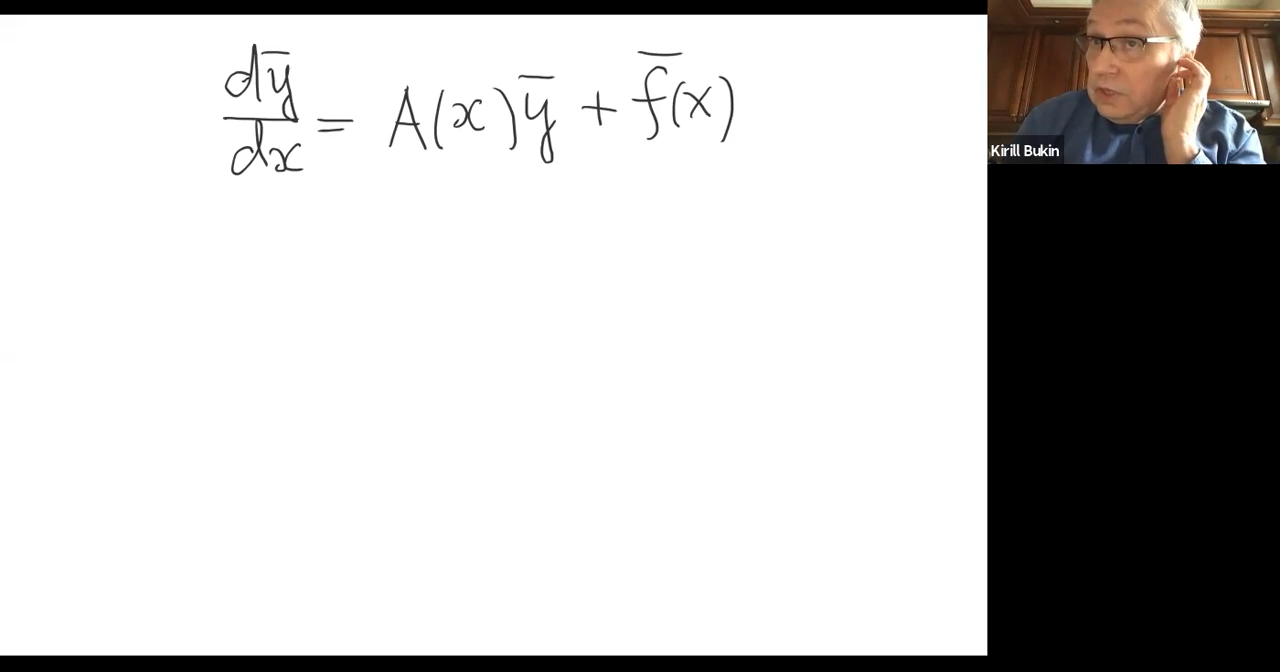 dȳ/dx = A(x)ȳ + f̄(x)
Kirill Bukin